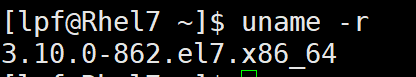 [lpf@Rhel7 ~]$ uname -r
3.10.0-862.el7.x86_64